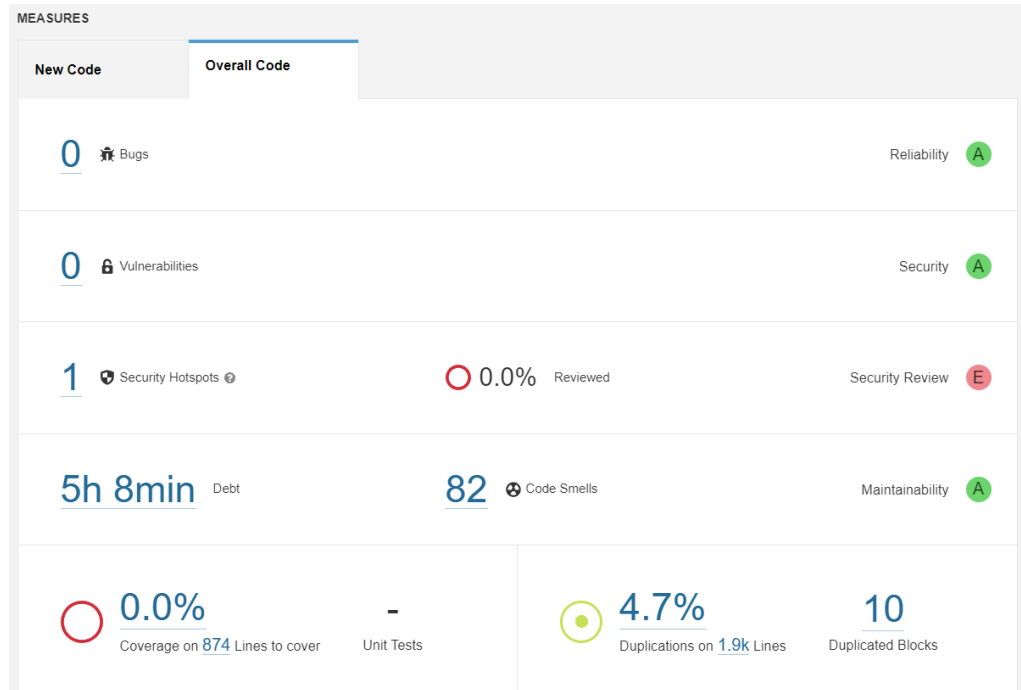 MEASURES
New Code
Overall Code
0 Bugs
Reliability A
0 Vulnerabilities
Security A
1 Security Hotspots ?
0.0% Reviewed
Security Review E
5h 8min Debt
82 Code Smells
Maintainability A
0.0%
Coverage on 874 Lines to cover
-
Unit Tests
4.7%
Duplications on 1.9k Lines
10
Duplicated Blocks